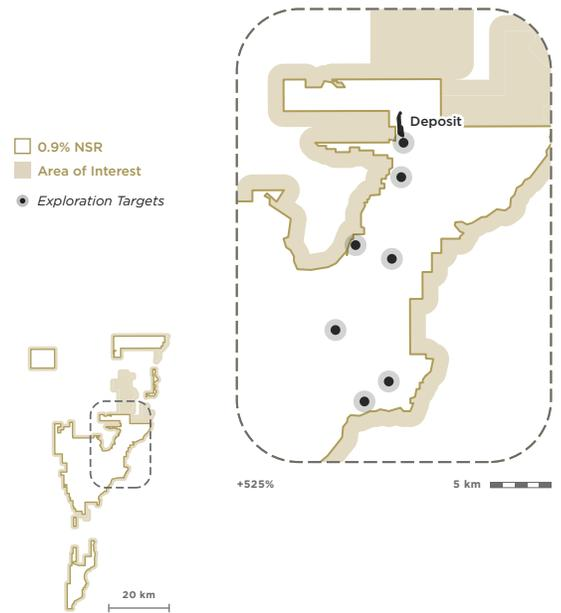 Deposit
0.9% NSR
Area of Interest
Exploration Targets
+525%
5 km
20 km